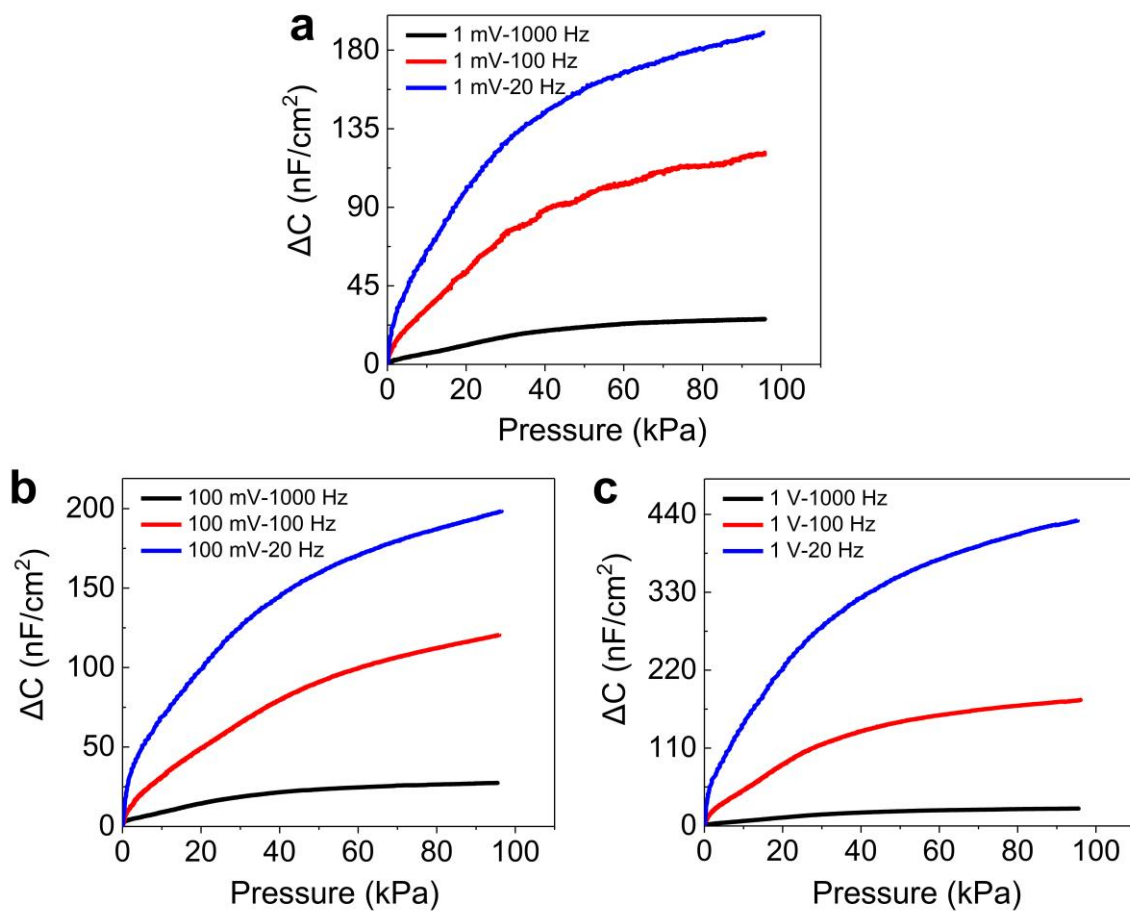 a
1 mV-1000 Hz
1 mV-100 Hz
1 mV-20 Hz
180
135
90
45
0
ΔC (nF/cm²)
0 20 40 60 80 100
Pressure (kPa)
b
100 mV-1000 Hz
100 mV-100 Hz
100 mV-20 Hz
200
150
100
50
0
ΔC (nF/cm²)
0 20 40 60 80 100
Pressure (kPa)
c
1 V-1000 Hz
1 V-100 Hz
1 V-20 Hz
440
330
220
110
0
ΔC (nF/cm²)
0 20 40 60 80 100
Pressure (kPa)